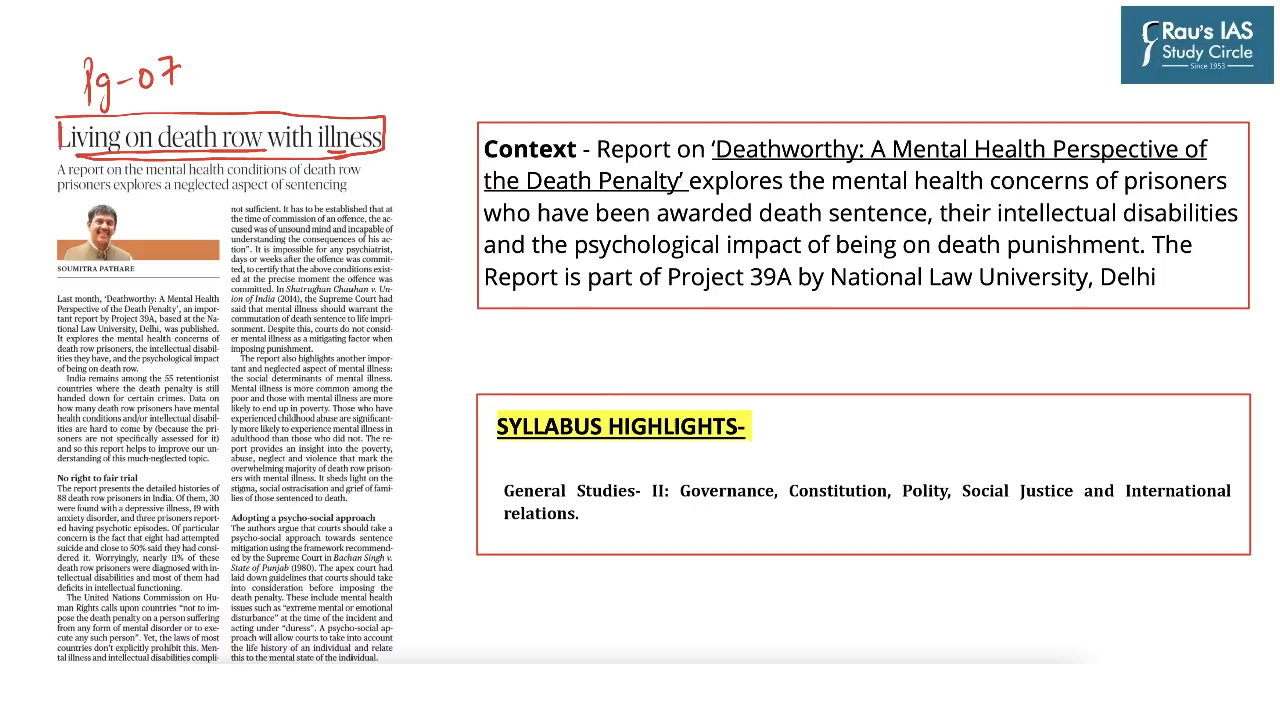 Rau's IAS
Study Circle
Since 1953
Pg-07
Living on death row with illness
A report on the mental health conditions of death row
prisoners explores a neglected aspect of sentencing
SOUMITRA PATHARE
Last month, 'Deathworthy: A Mental Health
Perspective of the Death Penalty', an impor-
tant report by Project 39A, based at the Na-
tional Law University, Delhi, was published.
It explores the mental health concerns of
death row prisoners, the intellectual disabil-
ities they have, and the psychological impact
of being on death row.
India remains among the 55 retentionist
countries where the death penalty is still
handed down for certain crimes. Data on
how many death row prisoners have mental
health conditions and/or intellectual disabil-
ities are hard to come by (because the pri-
soners are not specifically assessed for it)
and so this report helps to improve our un-
derstanding of this much-neglected topic.
No right to fair trial
The report presents the detailed histories of
88 death row prisoners in India. Of them, 30
were found with a depressive illness, 19 with
anxiety disorder, and three prisoners report-
ed having psychotic episodes. Of particular
concern is the fact that eight had attempted
suicide and close to 50% said they had consi-
dered it. Worryingly, nearly 11% of these
death row prisoners were diagnosed with in-
tellectual disabilities and most of them had
deficits in intellectual functioning.
The United Nations Commission on Hu-
man Rights calls upon countries "not to im-
pose the death penalty on a person suffering
from any form of mental disorder or to exe-
cute any such person". Yet, the laws of most
countries don't explicitly prohibit this. Men-
tal illness and intellectual disabilities compli-
not sufficient. It has to be established that at
the time of commission of an offence, the ac-
cused was of unsound mind and incapable of
understanding the consequences of his ac-
tion". It is impossible for any psychiatrist,
days or weeks after the offence was commit-
ted, to certify that the above conditions exist-
ed at the precise moment the offence was
committed. In Shatrughan Chauhan v. Un-
ion of India (2014), the Supreme Court had
said that mental illness should warrant the
commutation of death sentence to life impri-
sonment. Despite this, courts do not consid-
er mental illness as a mitigating factor when
imposing punishment.
The report also highlights another impor-
tant and neglected aspect of mental illness:
the social determinants of mental illness.
Mental illness is more common among the
poor and those with mental illness are more
likely to end up in poverty. Those who have
experienced childhood abuse are significant-
ly more likely to experience mental illness in
adulthood than those who did not. The re-
port provides an insight into the poverty,
abuse, neglect and violence that mark the
overwhelming majority of death row prison-
ers with mental illness. It sheds light on the
stigma, social ostracisation and grief of fami-
lies of those sentenced to death.
Adopting a psycho-social approach
The authors argue that courts should take a
psycho-social approach towards sentence
mitigation using the framework recommend-
ed by the Supreme Court in Bachan Singh v.
State of Punjab (1980). The apex court had
laid down guidelines that courts should take
into consideration before imposing the
death penalty. These include mental health
issues such as "extreme mental or emotional
disturbance" at the time of the incident and
acting under "duress". A psycho-social ap-
proach will allow courts to take into account
the life history of an individual and relate
this to the mental state of the individual.
Context - Report on 'Deathworthy: A Mental Health Perspective of
the Death Penalty' explores the mental health concerns of prisoners
who have been awarded death sentence, their intellectual disabilities
and the psychological impact of being on death punishment. The
Report is part of Project 39A by National Law University, Delhi
SYLLABUS HIGHLIGHTS-
General Studies- II: Governance, Constitution, Polity, Social Justice and International
relations.